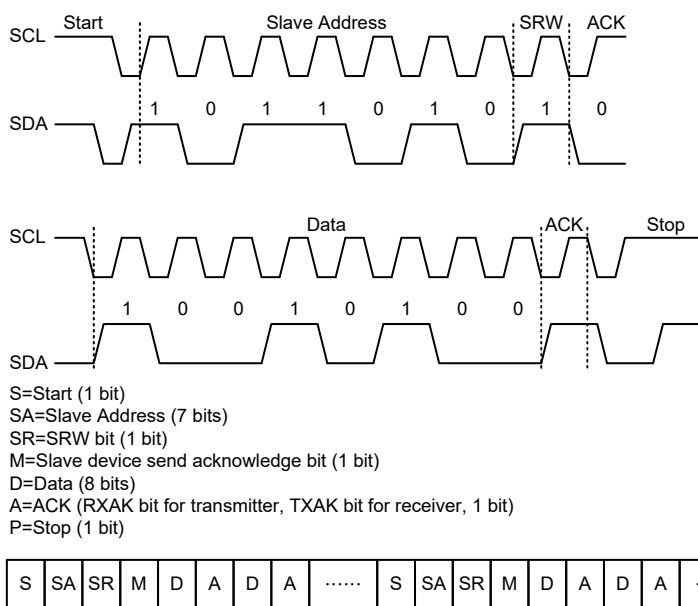 Start Slave Address SRW ACK
SCL
1 0 1 1 0 1 0 1 0
SDA
Data ACK Stop
SCL
1 0 0 1 0 1 0 0
SDA
S=Start (1 bit)
SA=Slave Address (7 bits)
SR=SRW bit (1 bit)
M=Slave device send acknowledge bit (1 bit)
D=Data (8 bits)
A=ACK (RXAK bit for transmitter, TXAK bit for receiver, 1 bit)
P=Stop (1 bit)
S SA SR M D A D A ...... S SA SR M D A D A